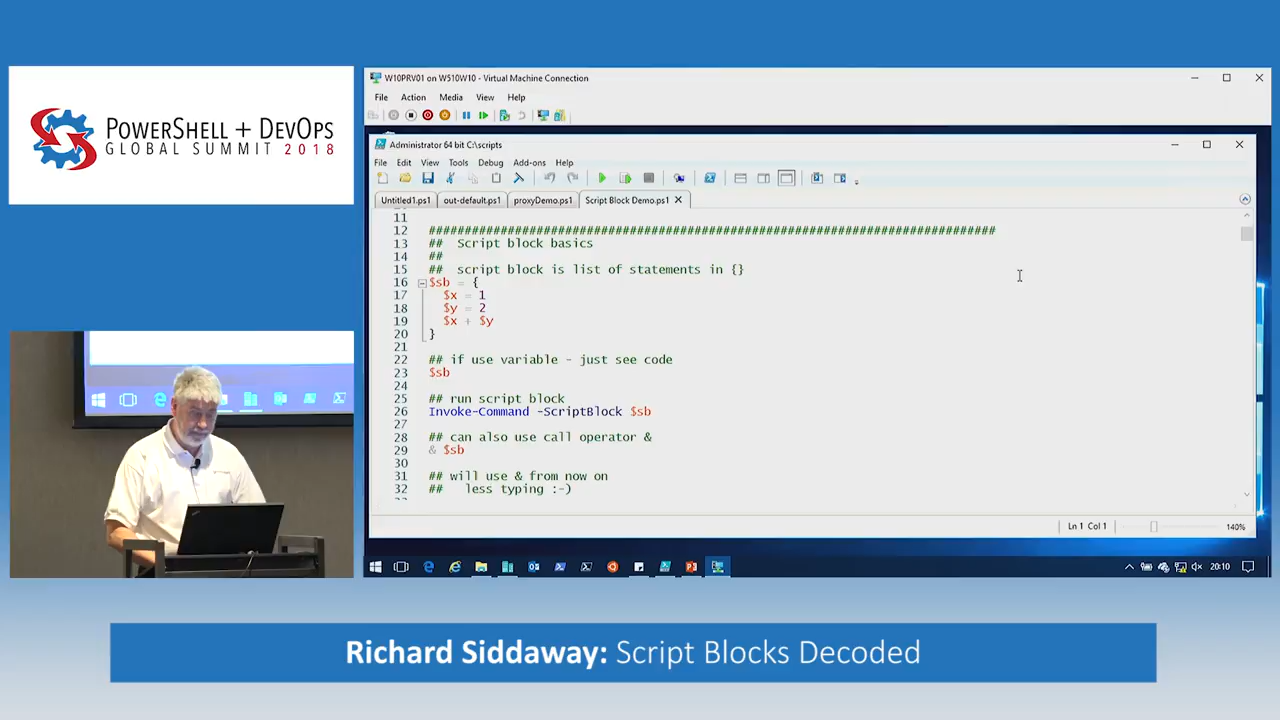 POWERSHELL + DEVOPS
GLOBAL SUMMIT 2018
W10PRV01 on W510W10 - Virtual Machine Connection
File Action Media View Help
Administrator 64 bit C:\scripts
File Edit View Tools Debug Add-ons Help
Untitled1.ps1 out-default.ps1 proxyDemo.ps1 Script Block Demo.ps1
11
12 ################################################################################
13 ## Script block basics
14 ##
15 ## script block is list of statements in {}
16 $sb = {
17 $x = 1
18 $y = 2
19 $x + $y
20 }
21
22 ## if use variable - just see code
23 $sb
24
25 ## run script block
26 Invoke-Command -ScriptBlock $sb
27
28 ## can also use call operator &
29 & $sb
30
31 ## will use & from now on
32 ## less typing :-)
Ln 1 Col 1 140%
20:10
Richard Siddaway: Script Blocks Decoded